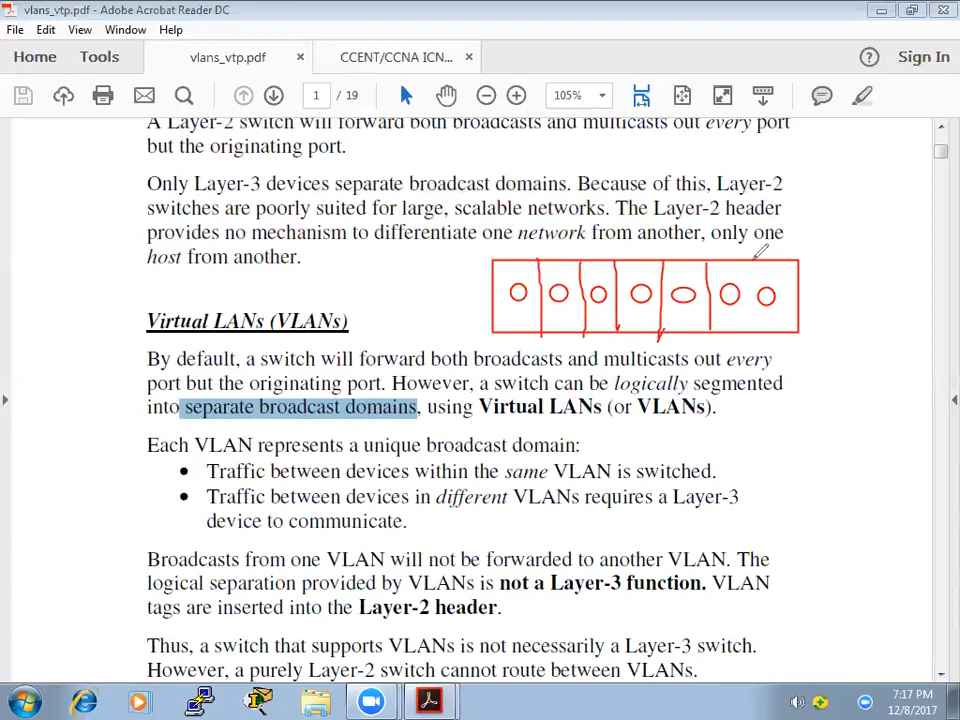 vlans_vtp.pdf - Adobe Acrobat Reader DC
File Edit View Window Help
Home Tools vlans_vtp.pdf × CCENT/CCNA ICN... × ? Sign In
1 / 19 105%
A Layer-2 switch will forward both broadcasts and multicasts out every port
but the originating port.
Only Layer-3 devices separate broadcast domains. Because of this, Layer-2
switches are poorly suited for large, scalable networks. The Layer-2 header
provides no mechanism to differentiate one network from another, only one
host from another.
Virtual LANs (VLANs)
By default, a switch will forward both broadcasts and multicasts out every
port but the originating port. However, a switch can be logically segmented
into separate broadcast domains, using Virtual LANs (or VLANs).
Each VLAN represents a unique broadcast domain:
• Traffic between devices within the same VLAN is switched.
• Traffic between devices in different VLANs requires a Layer-3
device to communicate.
Broadcasts from one VLAN will not be forwarded to another VLAN. The
logical separation provided by VLANs is not a Layer-3 function. VLAN
tags are inserted into the Layer-2 header.
Thus, a switch that supports VLANs is not necessarily a Layer-3 switch.
However, a purely Layer-2 switch cannot route between VLANs.
7:17 PM
12/8/2017